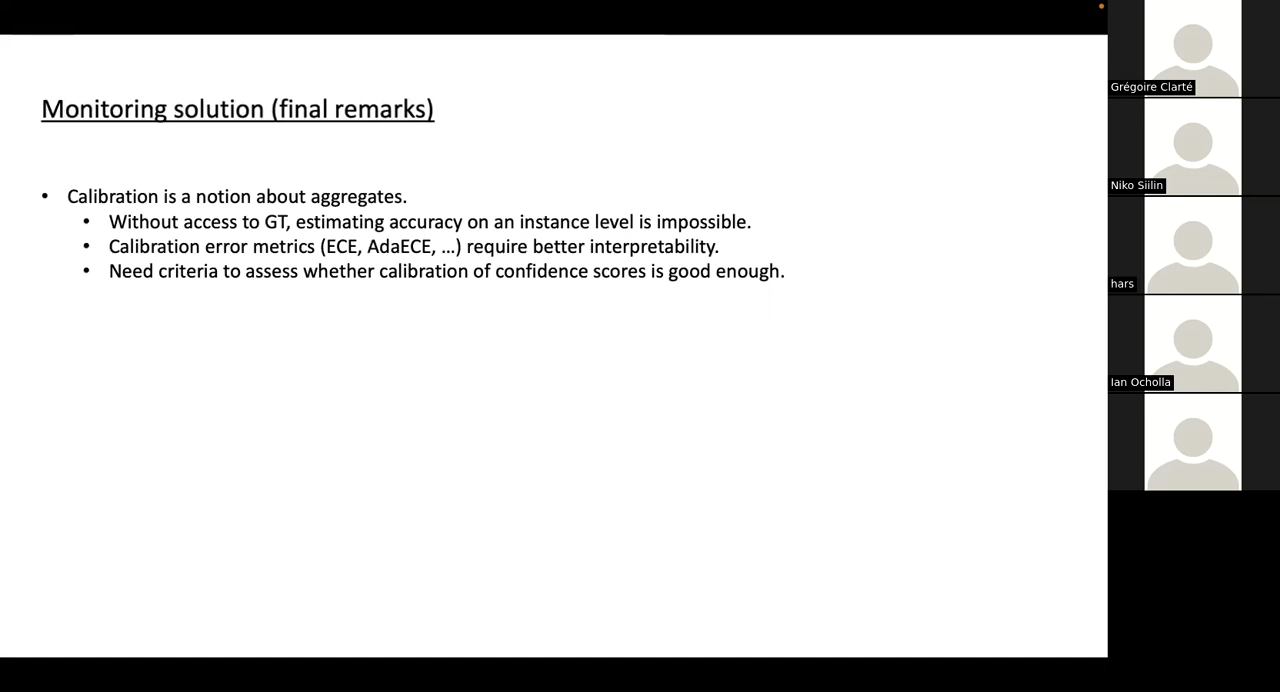 Monitoring solution (final remarks)
• Calibration is a notion about aggregates.
• Without access to GT, estimating accuracy on an instance level is impossible.
• Calibration error metrics (ECE, AdaECE, ...) require better interpretability.
• Need criteria to assess whether calibration of confidence scores is good enough.
Grégoire Clarté
Niko Siilin
hars
Ian Ocholla